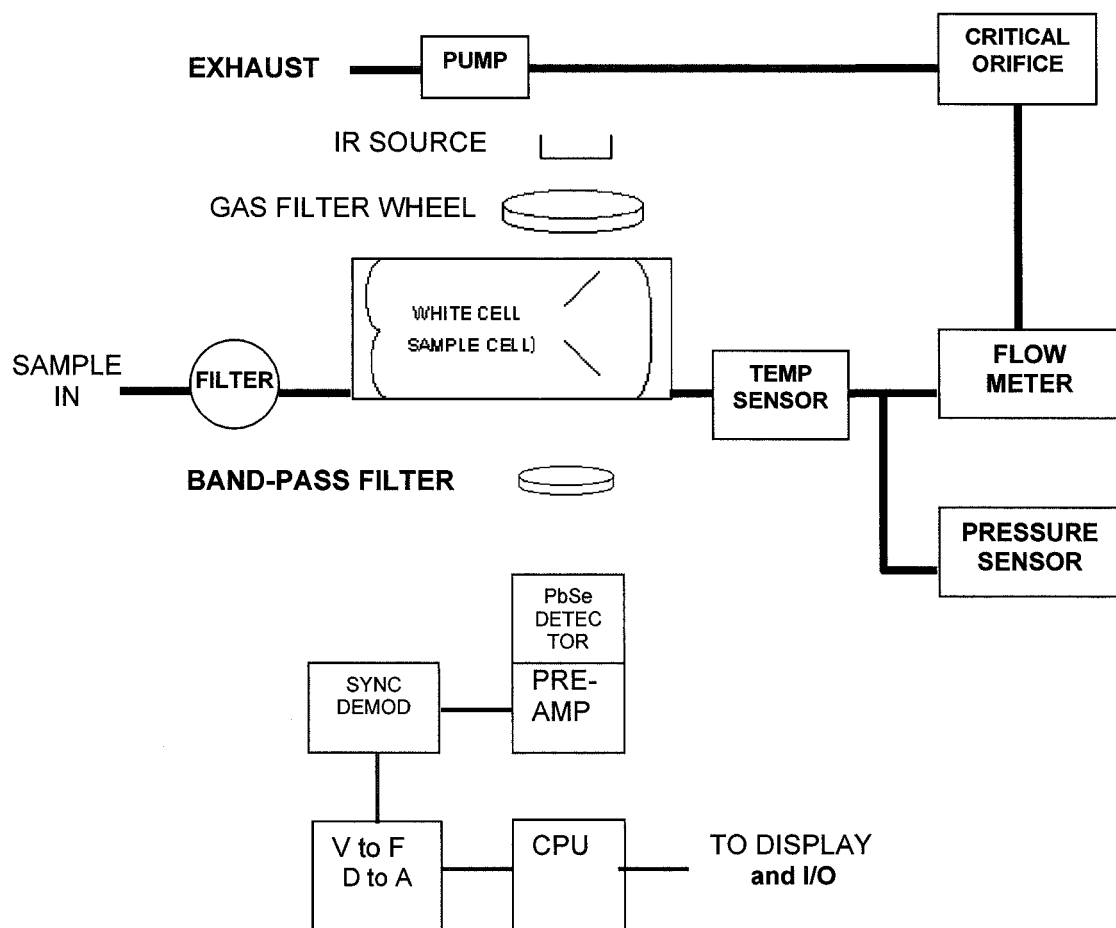 EXHAUST
PUMP
CRITICAL
ORIFICE
IR SOURCE
GAS FILTER WHEEL
WHITE CELL
SAMPLE CELL)
SAMPLE
IN
FILTER
TEMP
SENSOR
FLOW
METER
BAND-PASS FILTER
PRESSURE
SENSOR
PbSe
DETEC
TOR
PRE-
AMP
SYNC
DEMOD
V to F
D to A
CPU
TO DISPLAY
and I/O